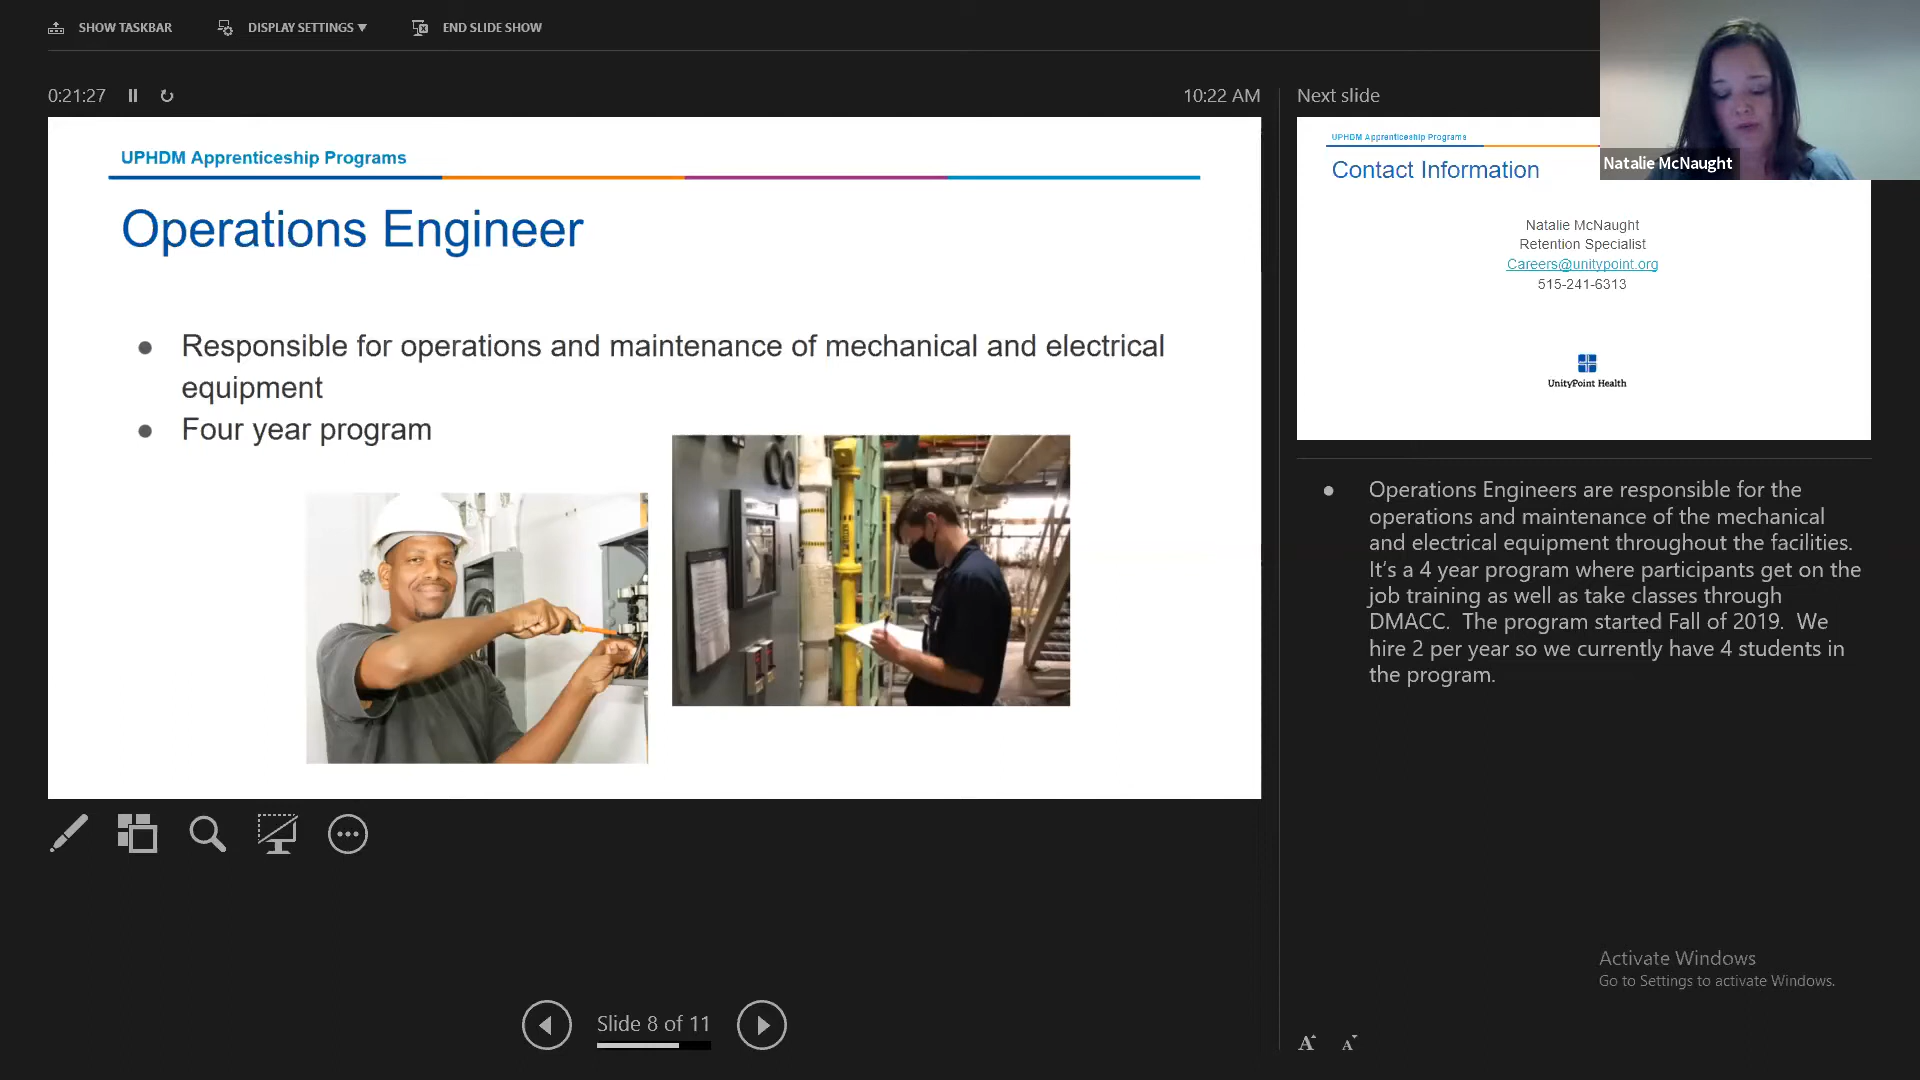 SHOW TASKBAR
DISPLAY SETTINGS
END SLIDE SHOW
0:21:27
10:22 AM
UPHDM Apprenticeship Programs
Operations Engineer
● Responsible for operations and maintenance of mechanical and electrical
equipment
● Four year program
Slide 8 of 11
Next slide
UPHDM Apprenticeship Programs
Contact Information
Natalie McNaught
Retention Specialist
Careers@unitypoint.org
515-241-6313
UnityPoint Health
Natalie McNaught
● Operations Engineers are responsible for the
operations and maintenance of the mechanical
and electrical equipment throughout the facilities.
It's a 4 year program where participants get on the
job training as well as take classes through
DMACC.  The program started Fall of 2019.  We
hire 2 per year so we currently have 4 students in
the program.
Activate Windows
Go to Settings to activate Windows.
A A